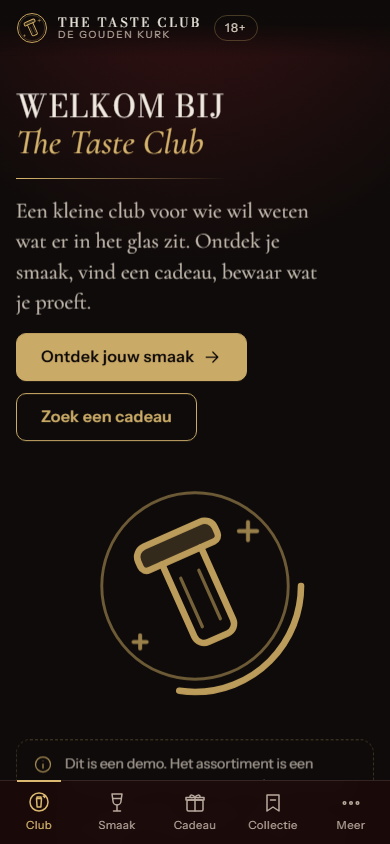 THE TASTE CLUB
DE GOUDEN KURK
18+
WELKOM BIJ
The Taste Club
Een kleine club voor wie wil weten
wat er in het glas zit. Ontdek je
smaak, vind een cadeau, bewaar wat
je proeft.
Ontdek jouw smaak →
Zoek een cadeau
Dit is een demo. Het assortiment is een
Club
Smaak
Cadeau
Collectie
Meer